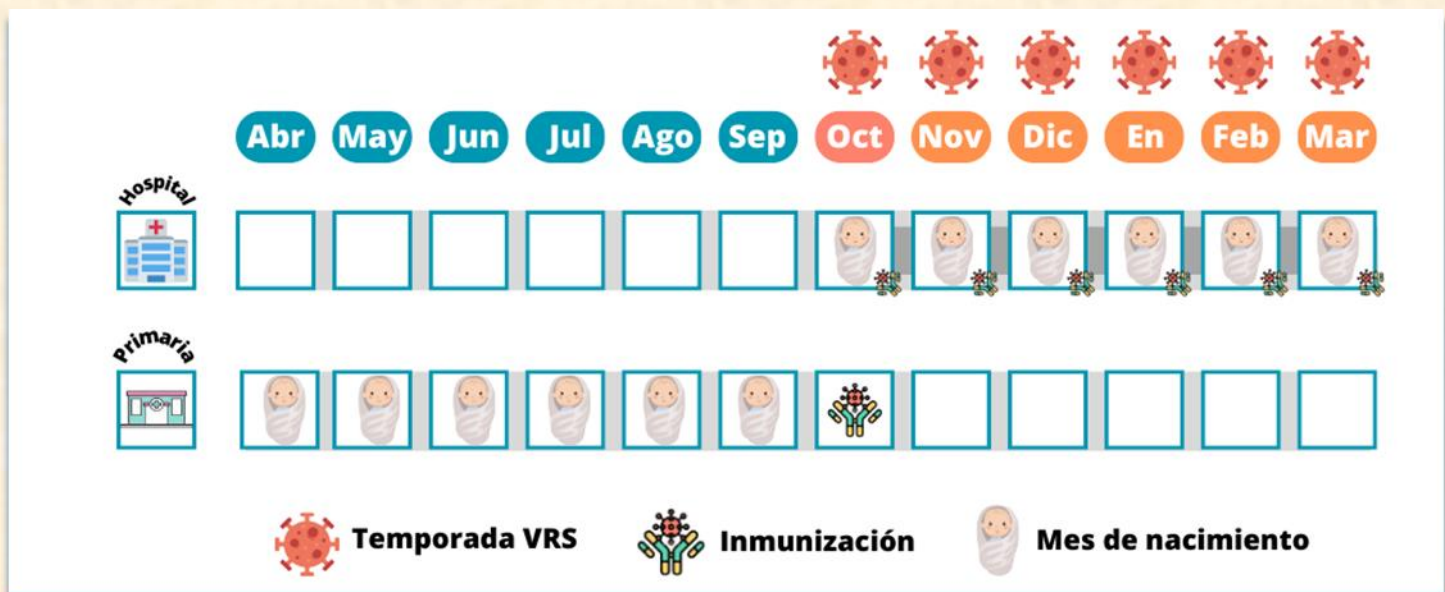 Abr May Jun Jul Ago Sep Oct Nov Dic En Feb Mar
Hospital
Primaria
Temporada VRS Inmunización Mes de nacimiento